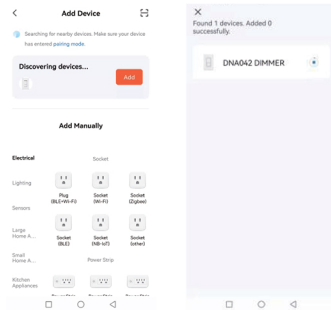 Add Device
Searching for nearby devices. Make sure your device
has entered pairing mode.
Discovering devices...
Add
Add Manually
Electrical
Socket
Lighting
Plug
(BLE+Wi-Fi)
Socket
(Wi-Fi)
Socket
(Zigbee)
Sensors
Large
Home A...
Socket
(BLE)
Socket
(NB-IoT)
Socket
(other)
Small
Home A...
Power Strip
Kitchen
Appliances
Found 1 devices. Added 0
successfully.
DNA042 DIMMER